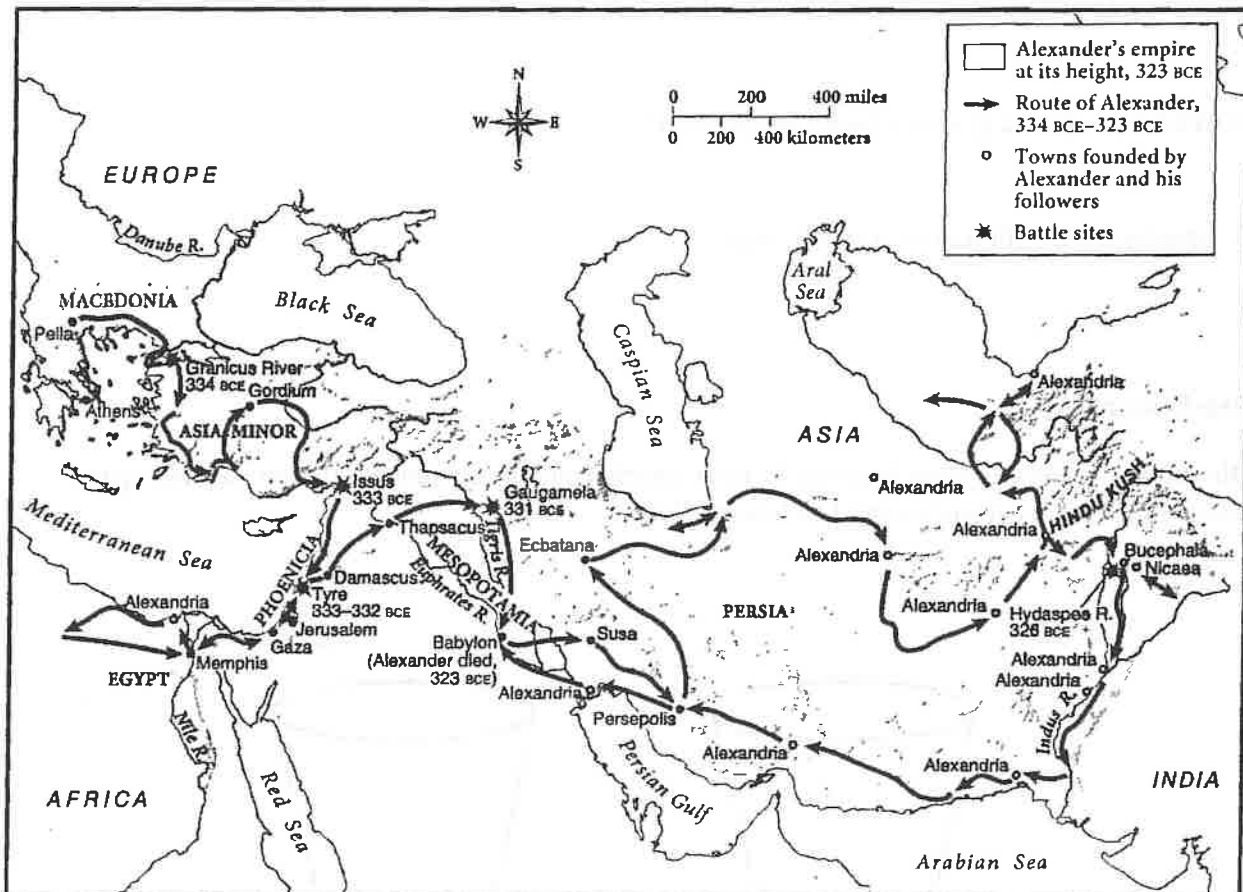 Alexander's empire
at its height, 323 BCE
Route of Alexander,
334 BCE–323 BCE
Towns founded by
Alexander and his
followers
Battle sites
N
W
E
S
0 200 400 miles
0 200 400 kilometers
EUROPE
Danube R.
MACEDONIA
Pella
Black Sea
Granicus River
334 BCE
Gordium
Athens
ASIA MINOR
Aral
Sea
Caspian Sea
Alexandria
ASIA
Issus
333 BCE
Gaugamela
331 BCE
Thapsacus
Tigris R.
Alexandria
HINDU KUSH
Alexandria
Mediterranean Sea
MESOPOTAMIA
Euphrates R.
Ecbatana
Alexandria
Bucephala
Nicaea
PHOENICIA
Damascus
Tyre
333–332 BCE
Jerusalem
Gaza
Alexandria
Memphis
EGYPT
PERSIA
Alexandria
Hydaspes R.
326 BCE
Susa
Babylon
(Alexander died,
323 BCE)
Alexandria
Persepolis
Alexandria
Alexandria
Indus R.
Alexandria
Alexandria
Nile R.
Red Sea
AFRICA
Persian Gulf
INDIA
Arabian Sea